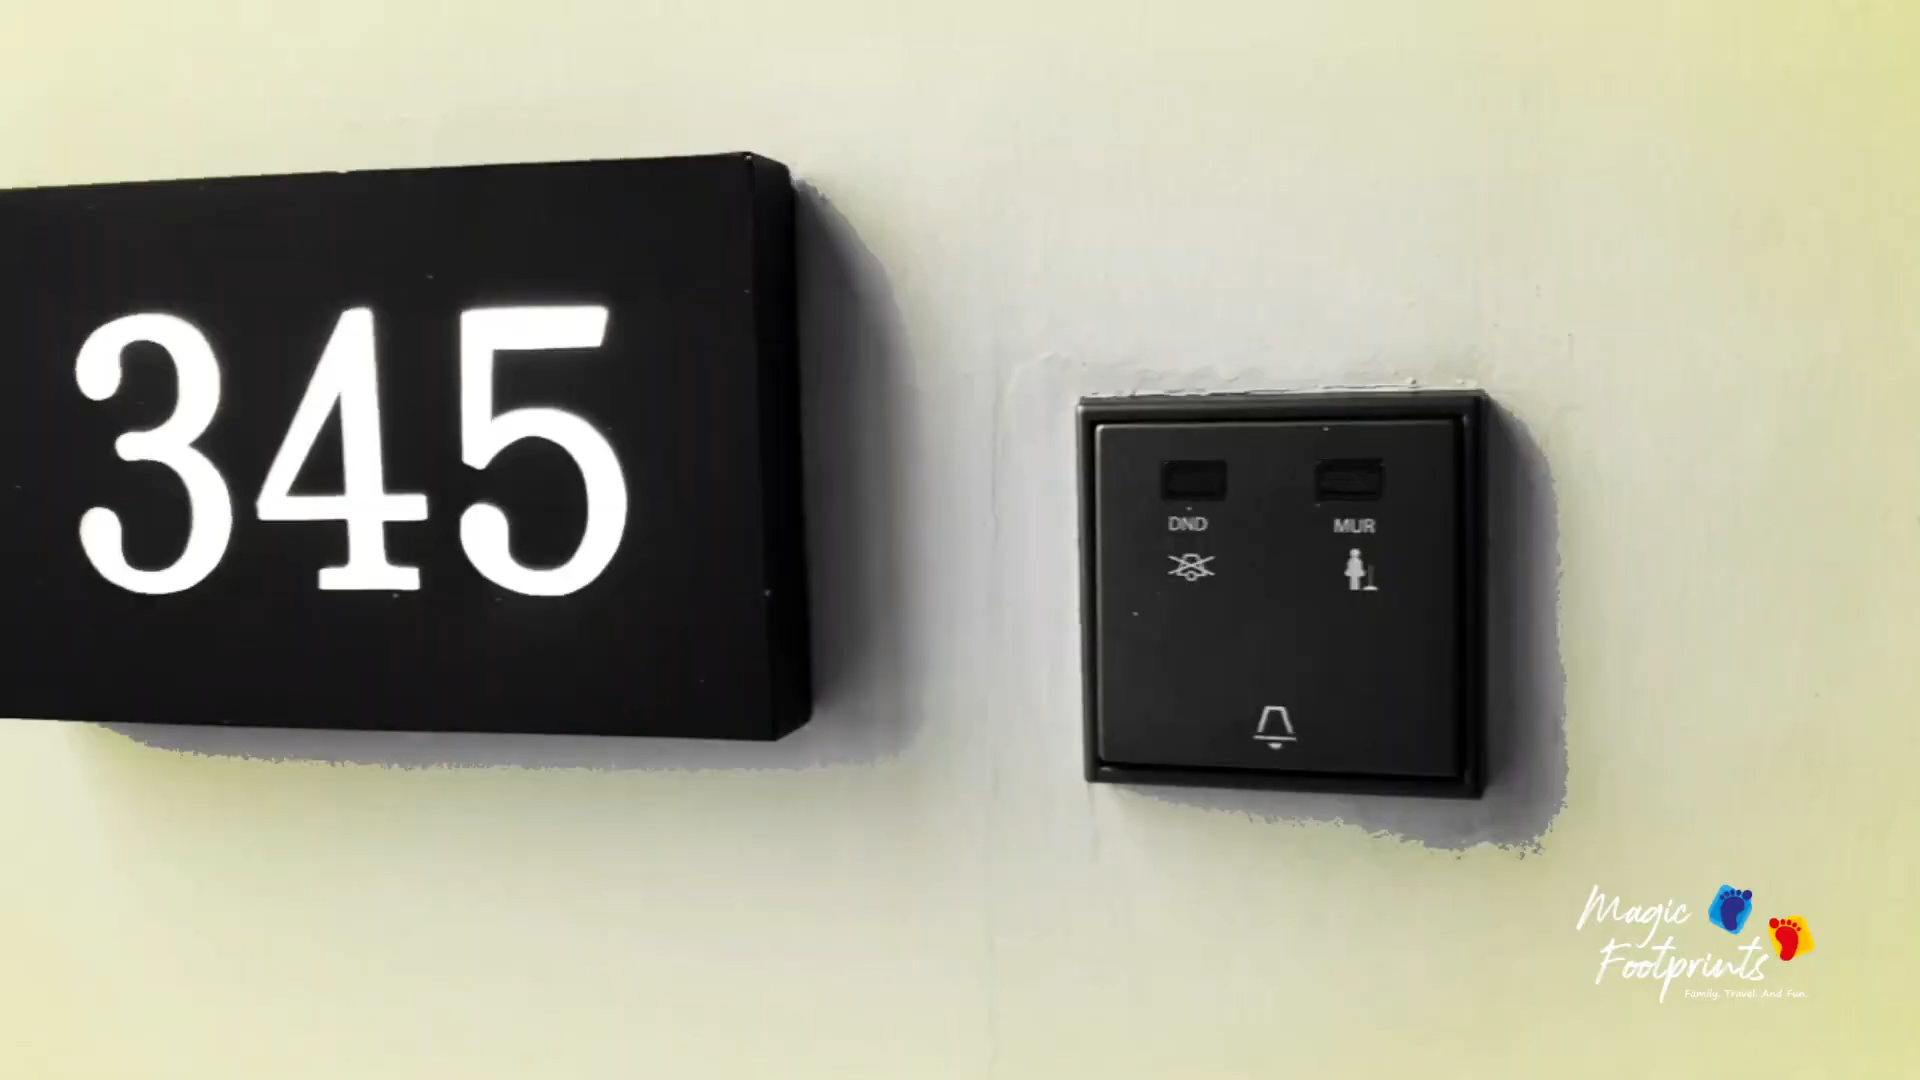 345
DND
MUR
Magic
Footprints
Family. Travel. And Fun.